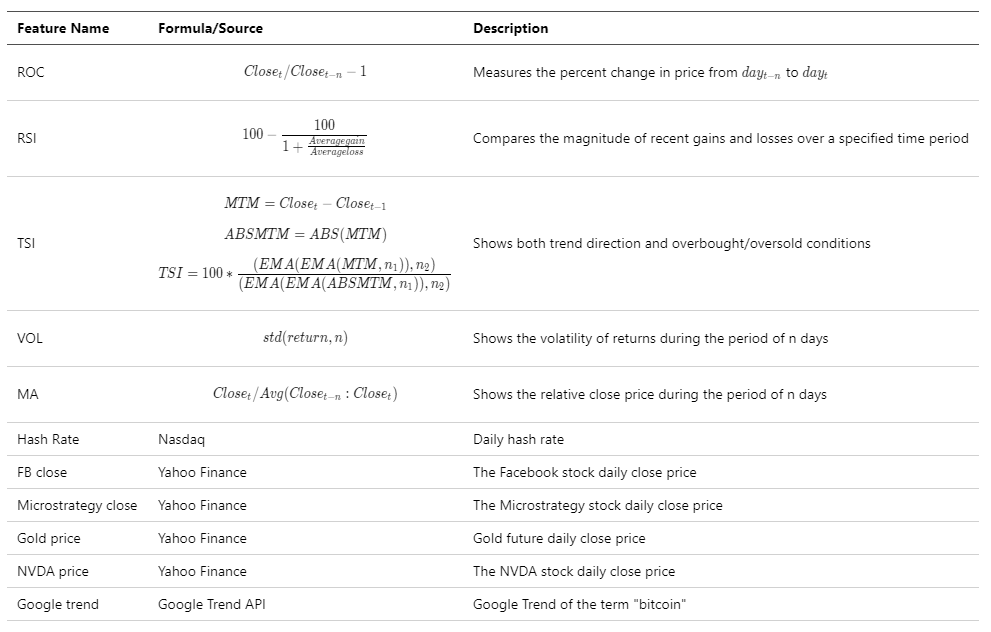 Feature Name Formula/Source Description
ROC Close_t/Close_{t−n} − 1 Measures the percent change in price from day_{t−n} to day_t
RSI 100 − \frac{100}{1 + \frac{Averagegain}{Averageloss}} Compares the magnitude of recent gains and losses over a specified time period
MTM = Close_t − Close_{t−1}
ABSMTM = ABS(MTM)
TSI TSI = 100 * \frac{(EMA(EMA(MTM, n_1)), n_2)}{(EMA(EMA(ABSMTM, n_1)), n_2)} Shows both trend direction and overbought/oversold conditions
VOL std(return, n) Shows the volatility of returns during the period of n days
MA Close_t/Avg(Close_{t−n} : Close_t) Shows the relative close price during the period of n days
Hash Rate Nasdaq Daily hash rate
FB close Yahoo Finance The Facebook stock daily close price
Microstrategy close Yahoo Finance The Microstrategy stock daily close price
Gold price Yahoo Finance Gold future daily close price
NVDA price Yahoo Finance The NVDA stock daily close price
Google trend Google Trend API Google Trend of the term "bitcoin"